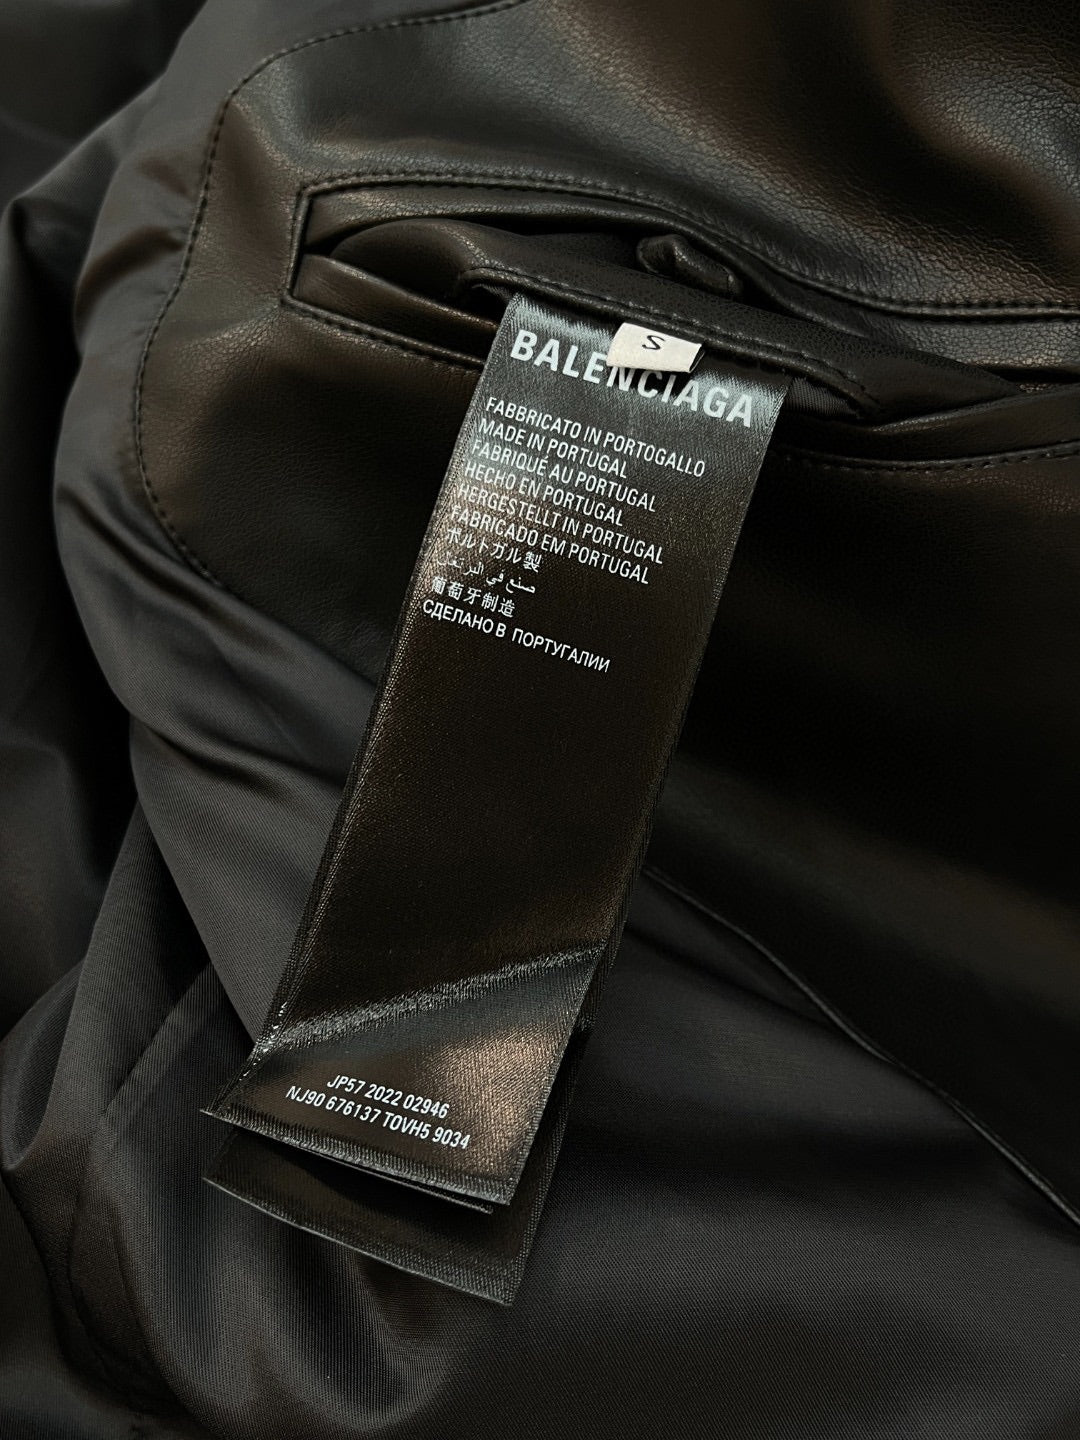 S
BALENCIAGA
FABBRICATO IN PORTOGALLO
MADE IN PORTUGAL
FABRIQUÉ AU PORTUGAL
HECHO EN PORTUGAL
HERGESTELLT IN PORTUGAL
FABRICADO EM PORTUGAL
ポルトガル製
صنع في البرتغال
葡萄牙制造
СДЕЛАНО В ПОРТУГАЛИИ
JP57 2022 02946
NJ90 676137 TOVH5 9034